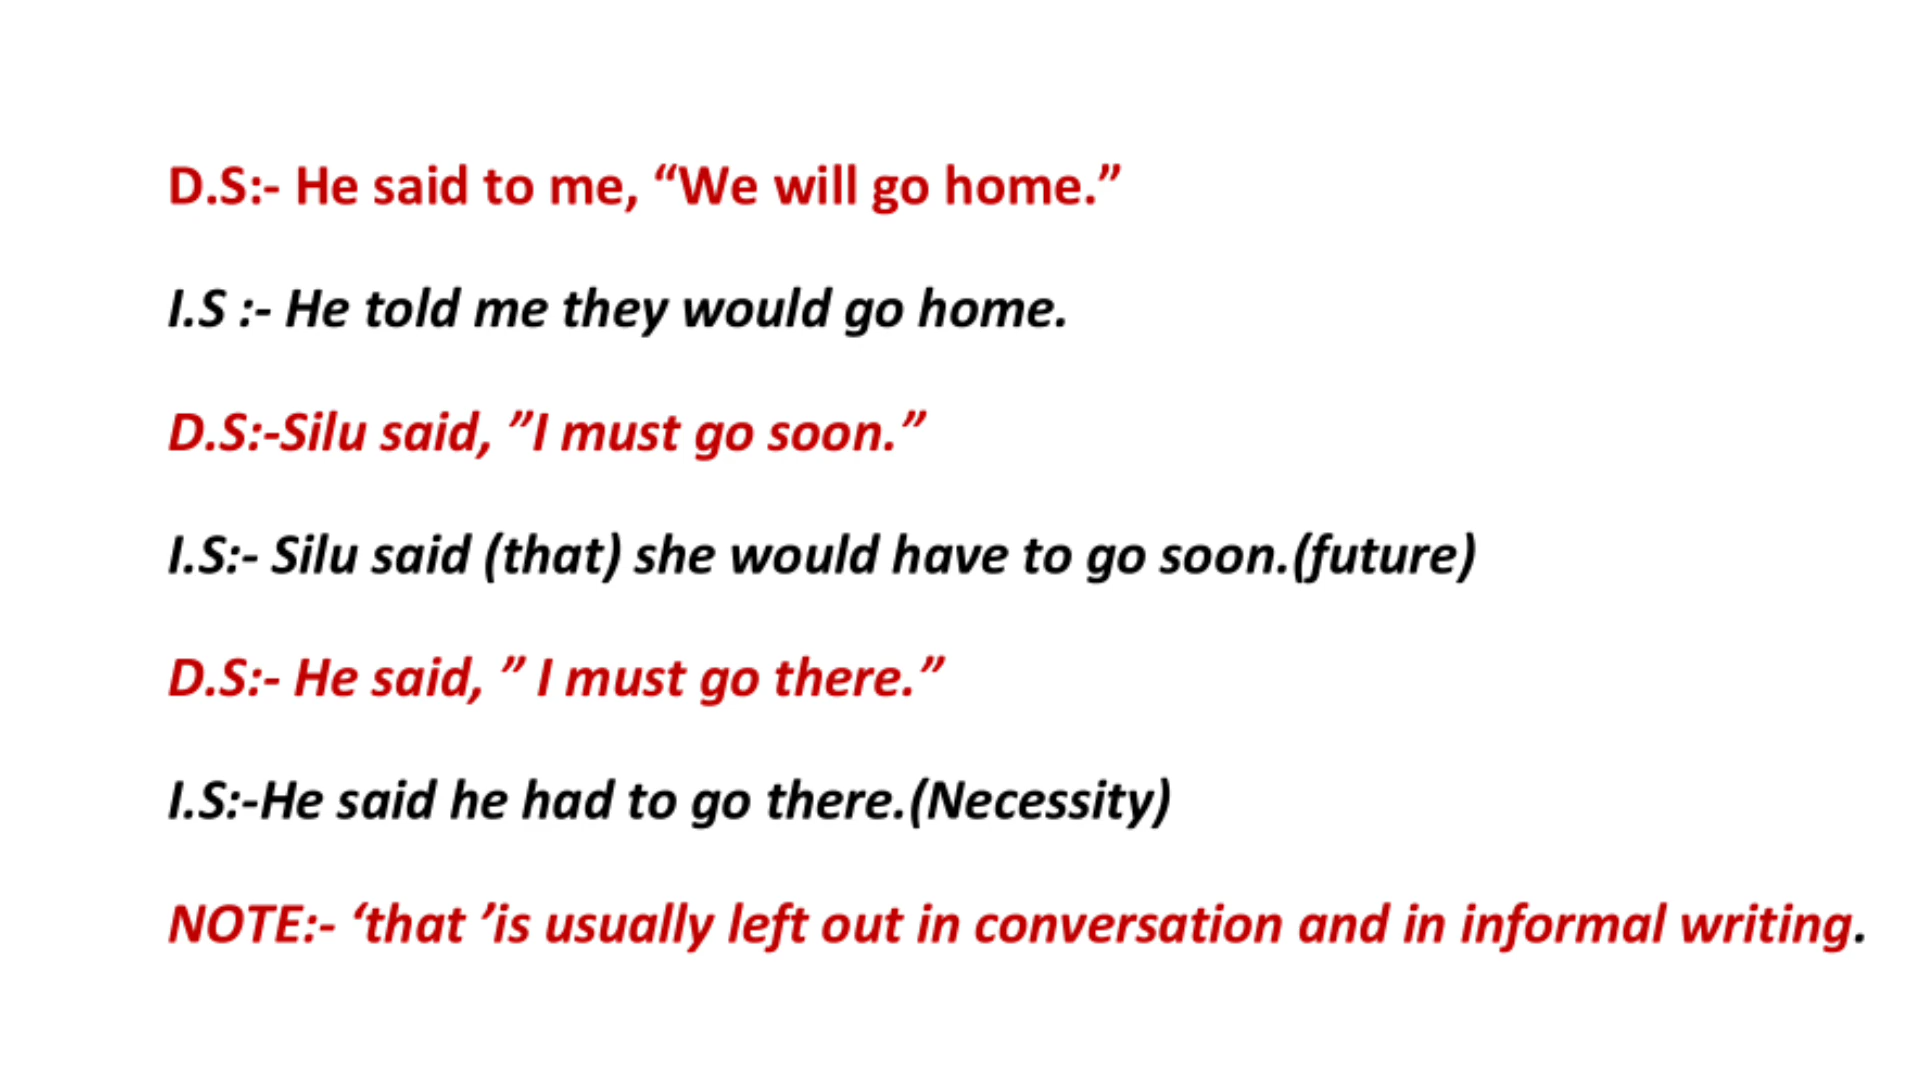 D.S:- He said to me, “We will go home.”
I.S :- He told me they would go home.
D.S:-Silu said, ”I must go soon.”
I.S:- Silu said (that) she would have to go soon.(future)
D.S:- He said, ” I must go there.”
I.S:-He said he had to go there.(Necessity)
NOTE:- ‘that ’is usually left out in conversation and in informal writing.